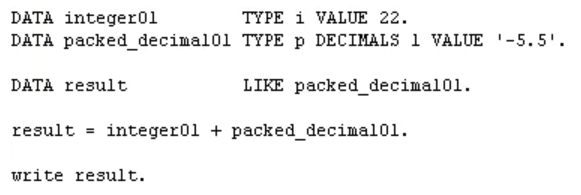 DATA integer01 TYPE i VALUE 22.
DATA packed_decimal01 TYPE p DECIMALS 1 VALUE '-5.5'.
DATA result LIKE packed_decimal01.
result = integer01 + packed_decimal01.
write result.